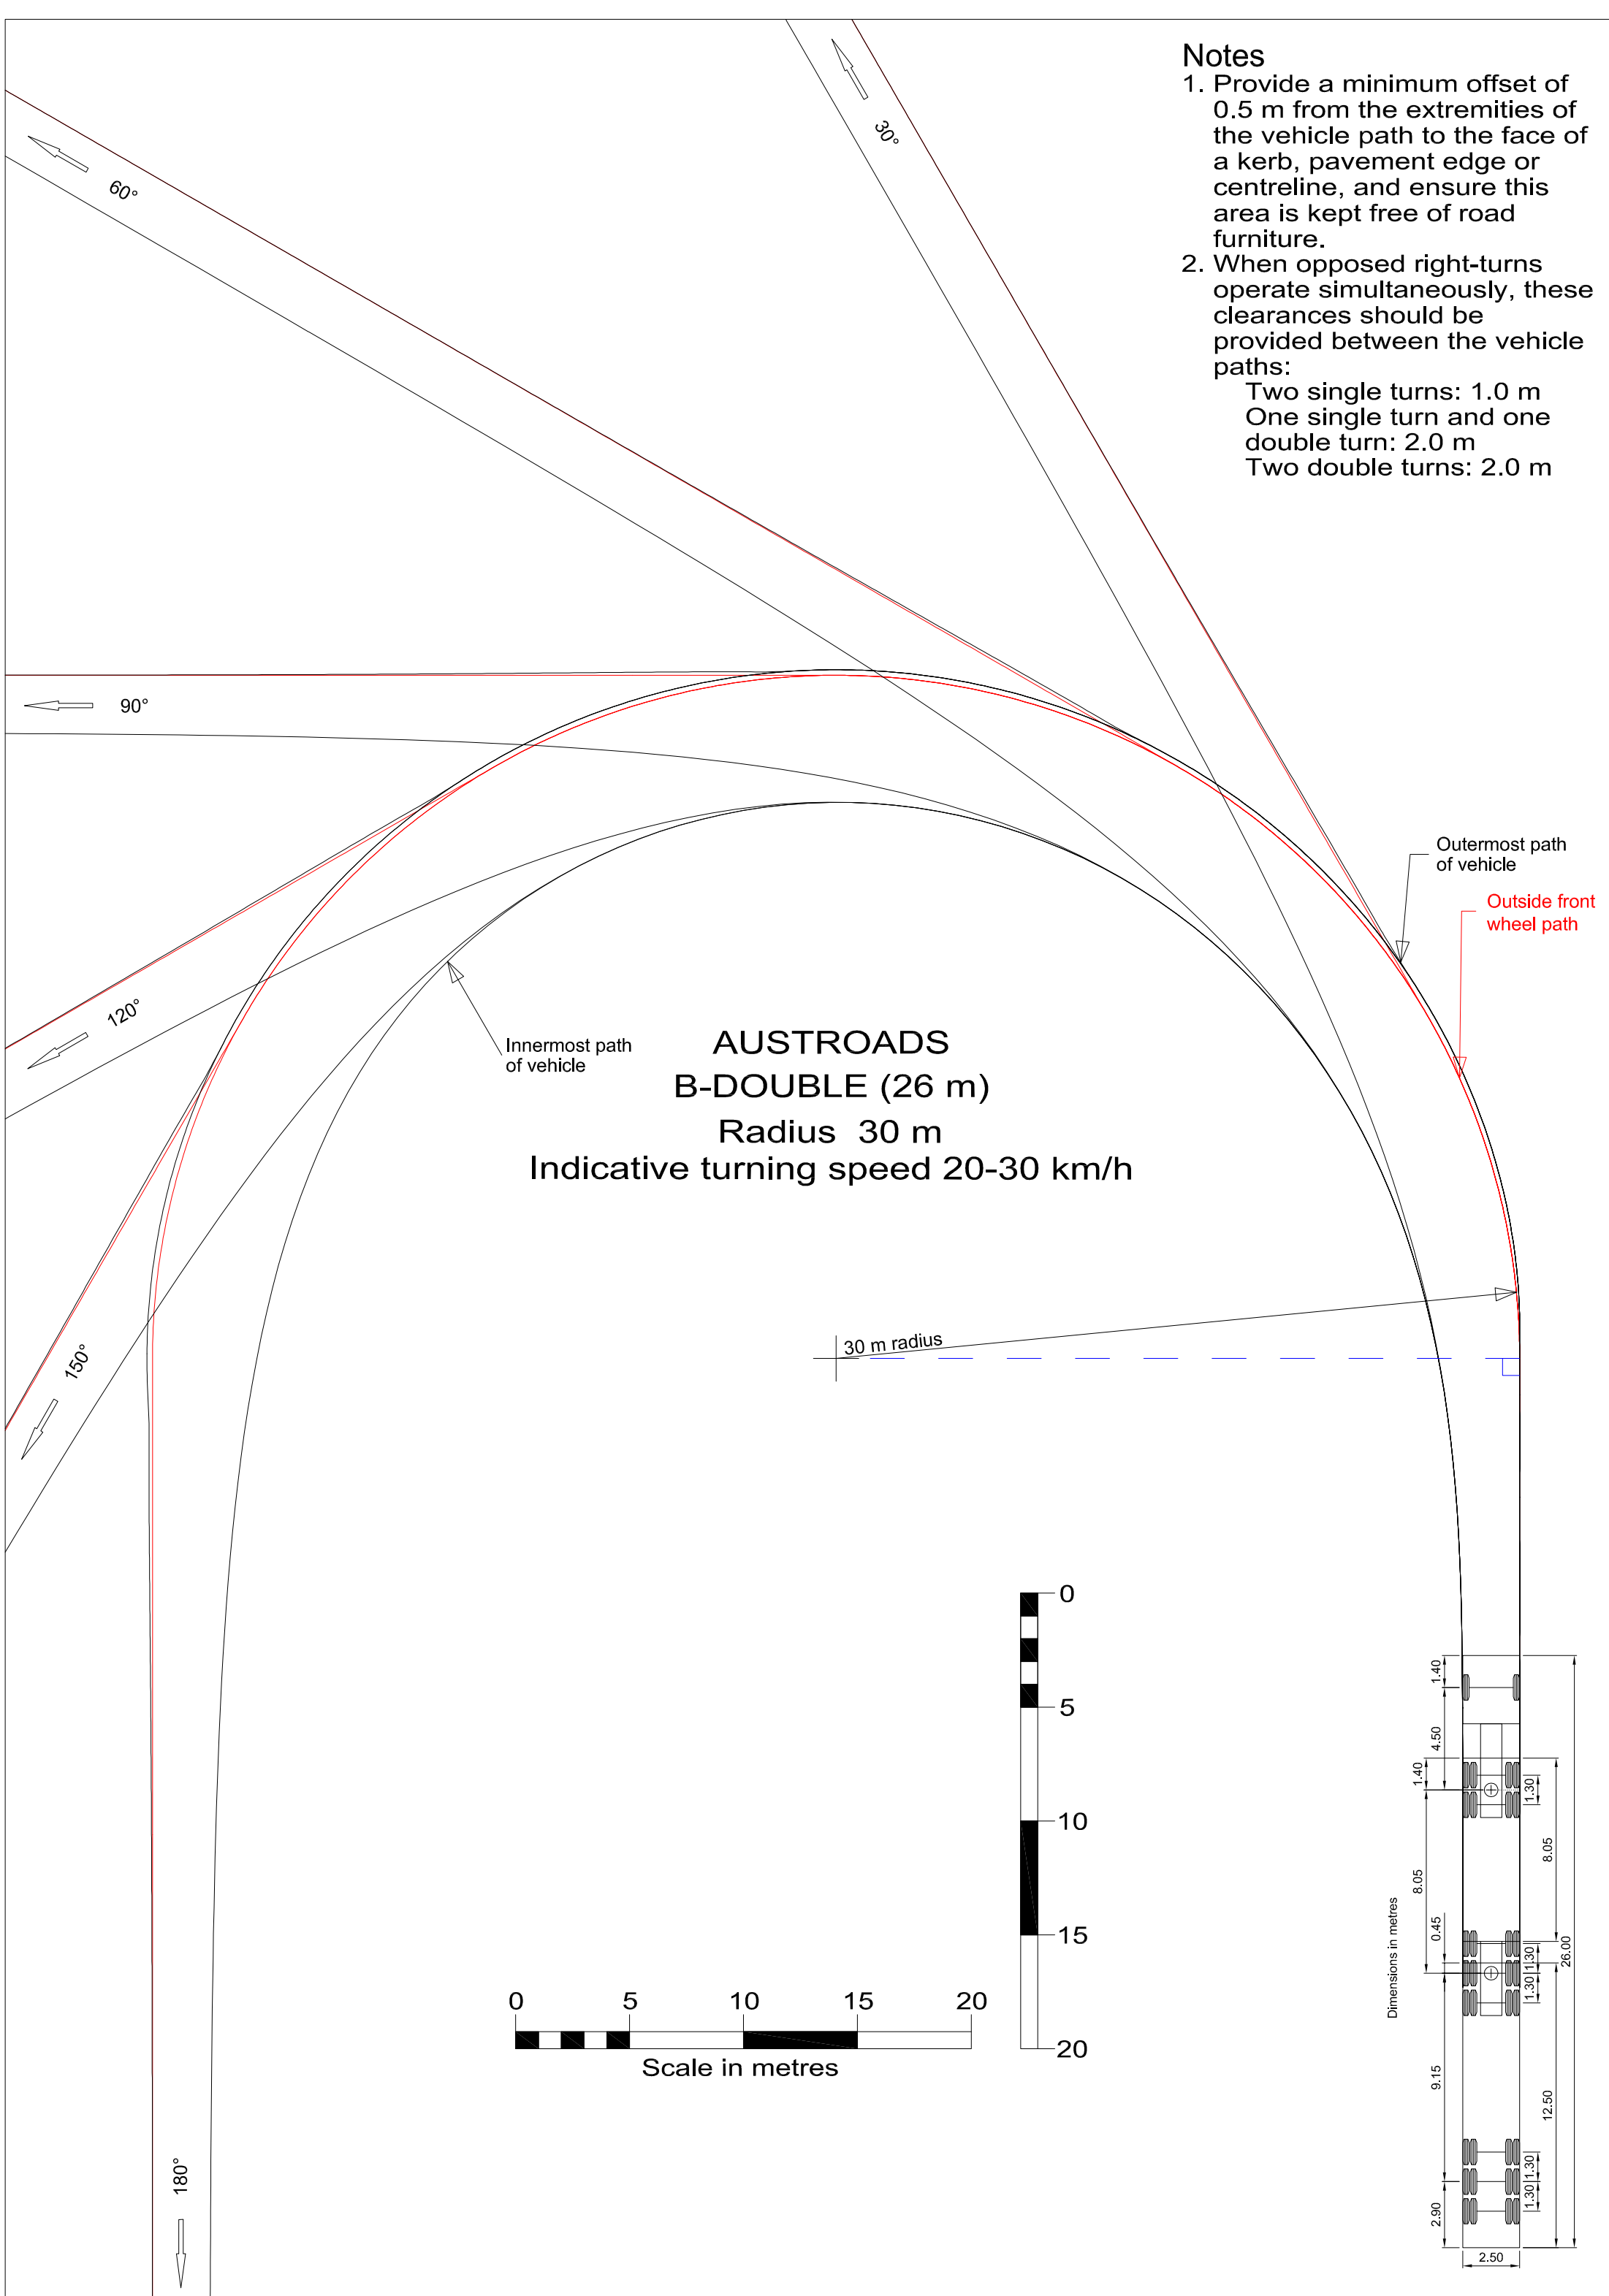 Notes
1. Provide a minimum offset of
0.5 m from the extremities of
the vehicle path to the face of
a kerb, pavement edge or
centreline, and ensure this
area is kept free of road
furniture.
2. When opposed right-turns
operate simultaneously, these
clearances should be
provided between the vehicle
paths:
Two single turns: 1.0 m
One single turn and one
double turn: 2.0 m
Two double turns: 2.0 m
30°
60°
90°
120°
150°
180°
Outermost path
of vehicle
Outside front
wheel path
Innermost path
of vehicle
AUSTROADS
B-DOUBLE (26 m)
Radius 30 m
Indicative turning speed 20-30 km/h
30 m radius
0
5
10
15
20
0 5 10 15 20
Scale in metres
Dimensions in metres
1.40
4.50
1.40
8.05
0.45
9.15
2.90
1.30
8.05
1.30
1.30
26.00
12.50
1.30
1.30
2.50